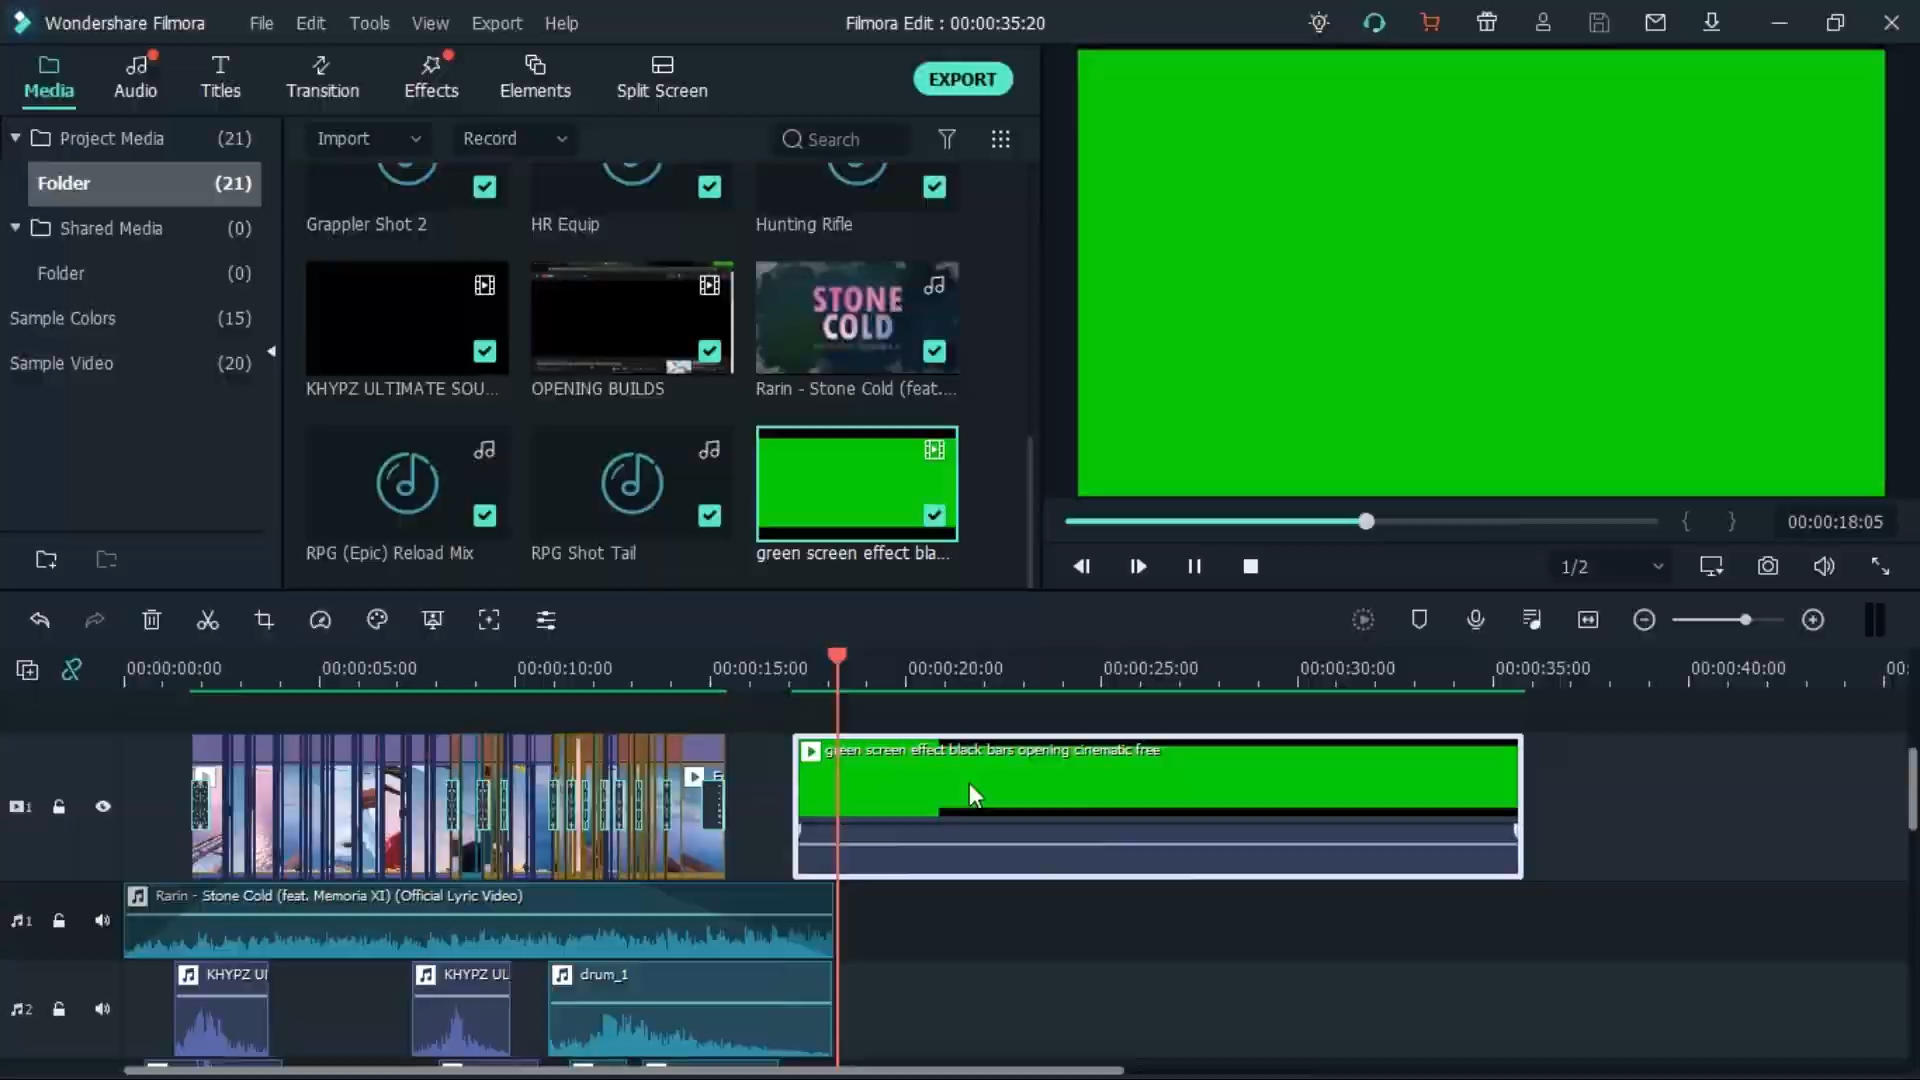 Wondershare Filmora
File
Edit
Tools
View
Export
Help
Filmora Edit : 00:00:35:20
Media
Audio
Titles
Transition
Effects
Elements
Split Screen
EXPORT
Project Media (21)
Folder (21)
Shared Media (0)
Folder (0)
Sample Colors (15)
Sample Video (20)
Import
Record
Search
Grappler Shot 2
HR Equip
Hunting Rifle
STONE
COLD
KHYPZ ULTIMATE SOU...
OPENING BUILDS
Rarin - Stone Cold (feat....
RPG (Epic) Reload Mix
RPG Shot Tail
green screen effect bla...
{ }
00:00:18:05
1/2
00:00:00:00
00:00:05:00
00:00:10:00
00:00:15:00
00:00:20:00
00:00:25:00
00:00:30:00
00:00:35:00
00:00:40:00
00:
green screen effect black bars opening cinematic free
1
Rarin - Stone Cold (feat. Memoria XI) (Official Lyric Video)
1
KHYPZ UI
KHYPZ UL
drum_1
2